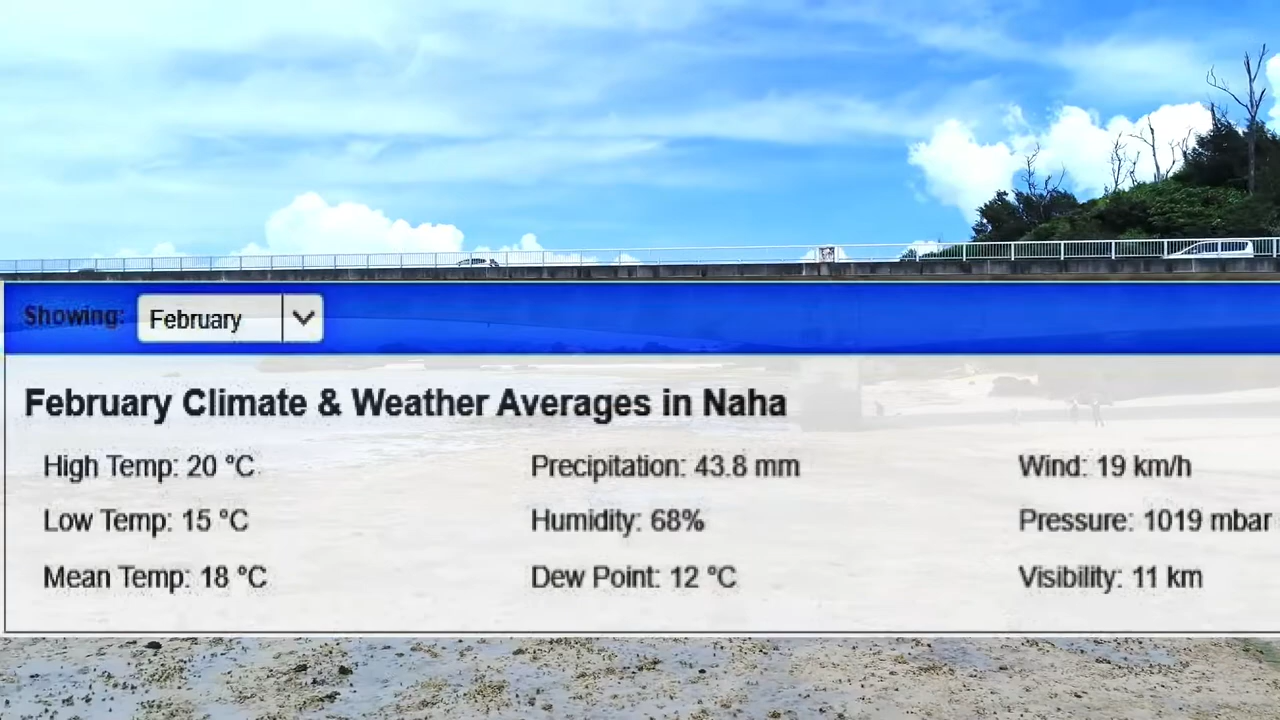 Showing: February
February Climate & Weather Averages in Naha
High Temp: 20 °C Precipitation: 43.8 mm Wind: 19 km/h
Low Temp: 15 °C Humidity: 68% Pressure: 1019 mbar
Mean Temp: 18 °C Dew Point: 12 °C Visibility: 11 km